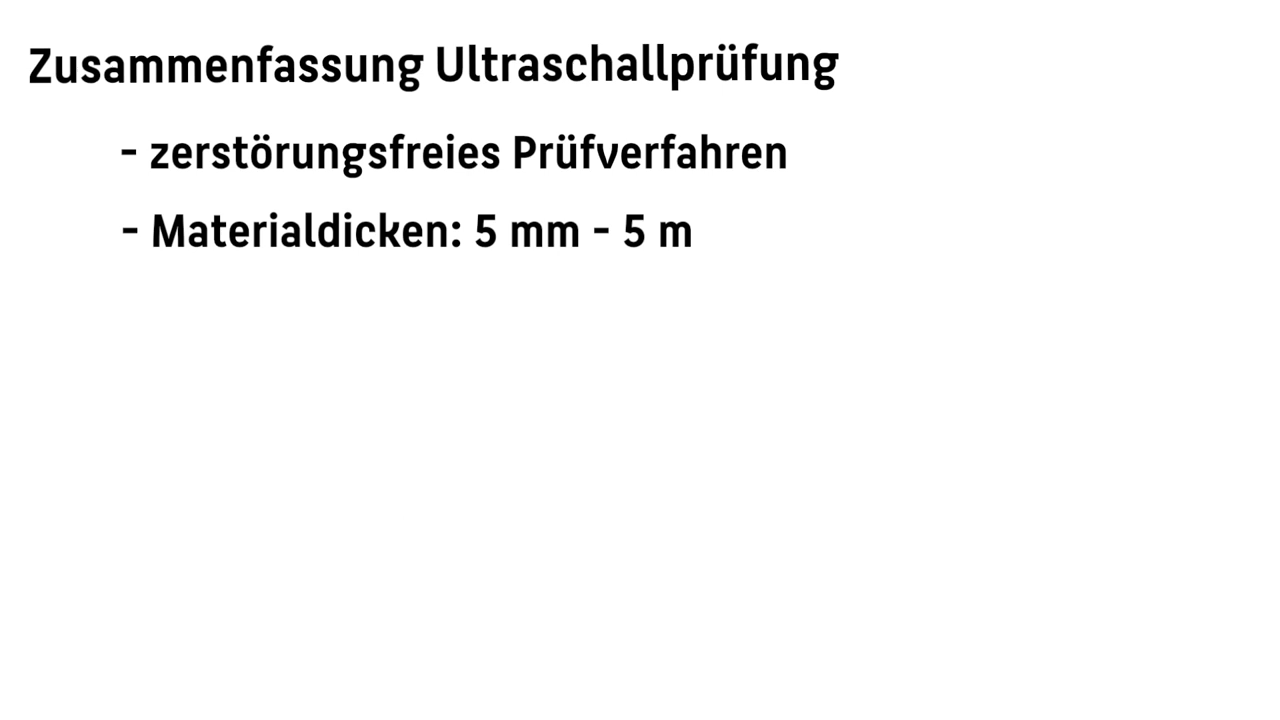 Zusammenfassung Ultraschallprüfung
- zerstörungsfreies Prüfverfahren
- Materialdicken: 5 mm - 5 m